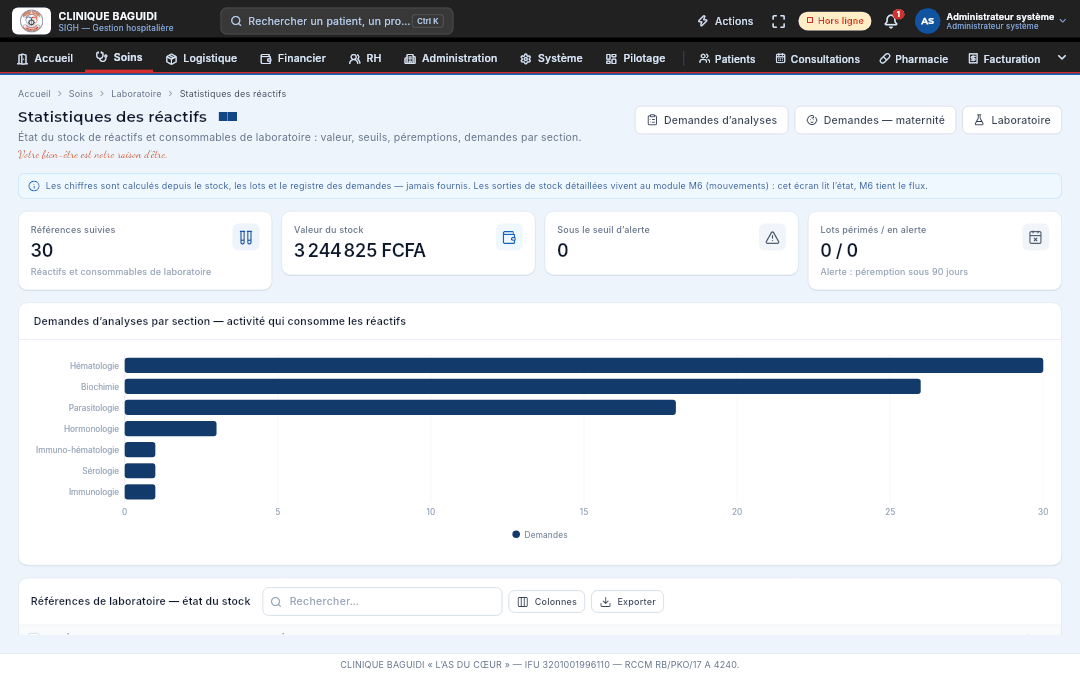 CLINIQUE BAGUIDI
SIGH — Gestion hospitalière
Rechercher un patient, un pro... Ctrl K
Actions
Hors ligne
1
AS
Administrateur système
Administrateur système
Accueil
Soins
Logistique
Financier
RH
Administration
Système
Pilotage
Patients
Consultations
Pharmacie
Facturation
Accueil > Soins > Laboratoire > Statistiques des réactifs
Statistiques des réactifs
État du stock de réactifs et consommables de laboratoire : valeur, seuils, péremptions, demandes par section.
Votre bien-être est notre raison d'être.
Demandes d'analyses
Demandes — maternité
Laboratoire
Les chiffres sont calculés depuis le stock, les lots et le registre des demandes — jamais fournis. Les sorties de stock détaillées vivent au module M6 (mouvements) : cet écran lit l'état, M6 tient le flux.
Références suivies
30
Réactifs et consommables de laboratoire
Valeur du stock
3 244 825 FCFA
Sous le seuil d'alerte
0
Lots périmés / en alerte
0 / 0
Alerte : péremption sous 90 jours
Demandes d'analyses par section — activité qui consomme les réactifs
Hématologie
Biochimie
Parasitologie
Hormonologie
Immuno-hématologie
Sérologie
Immunologie
0 5 10 15 20 25 30
Demandes
Références de laboratoire — état du stock
Rechercher...
Colonnes
Exporter
CLINIQUE BAGUIDI « L'AS DU CŒUR » — IFU 3201001996110 — RCCM RB/PKO/17 A 4240.